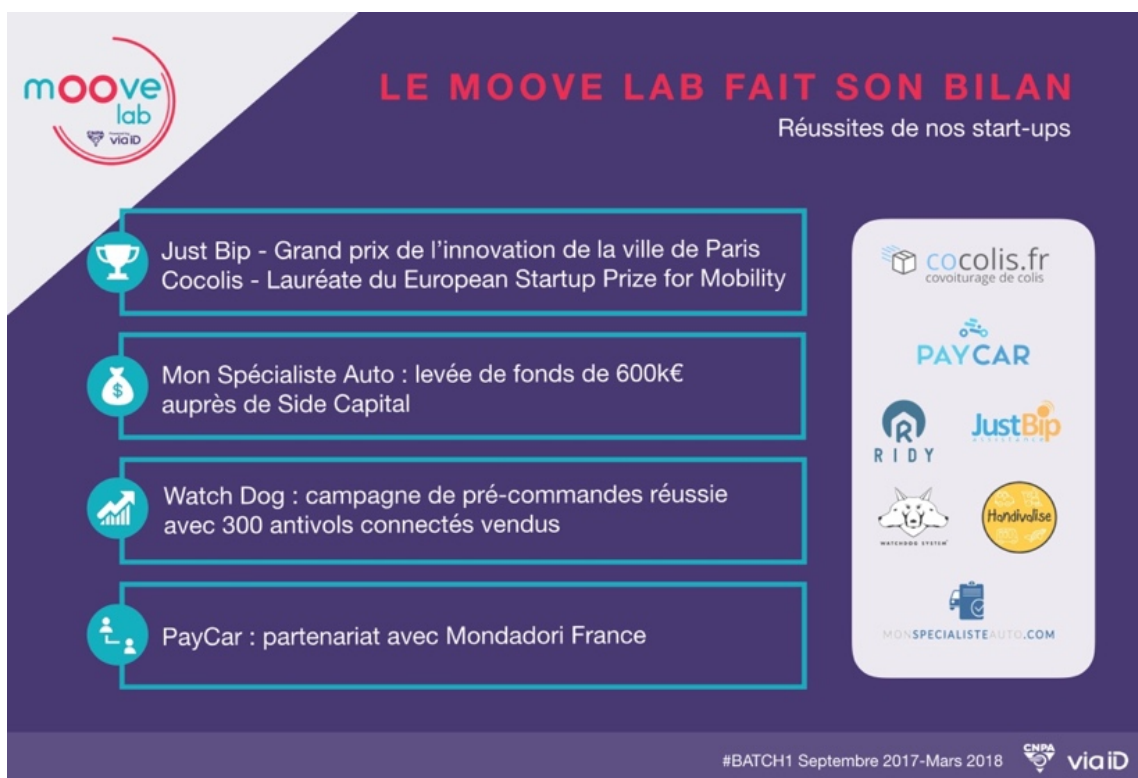 moove
lab
CNPA
via iD
LE MOOVE LAB FAIT SON BILAN
Réussites de nos start-ups
Just Bip - Grand prix de l'innovation de la ville de Paris
Cocolis - Lauréate du European Startup Prize for Mobility
Mon Spécialiste Auto : levée de fonds de 600k€
auprès de Side Capital
Watch Dog : campagne de pré-commandes réussie
avec 300 antivols connectés vendus
PayCar : partenariat avec Mondadori France
cocolis.fr
covoiturage de colis
PAYCAR
R
RIDY
JustBip
ASSISTANCE
WATCHDOG SYSTEM
Handivalise
MONSPECIALISTEAUTO.COM
#BATCH1 Septembre 2017-Mars 2018
CNPA
via iD